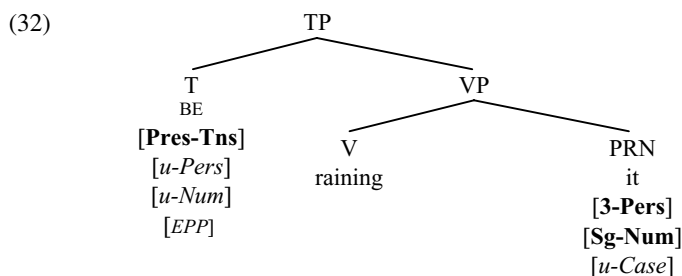 (32) TP
T VP
BE
[Pres-Tns] V PRN
[u-Pers] raining it
[u-Num] [3-Pers]
[EPP] [Sg-Num]
[u-Case]